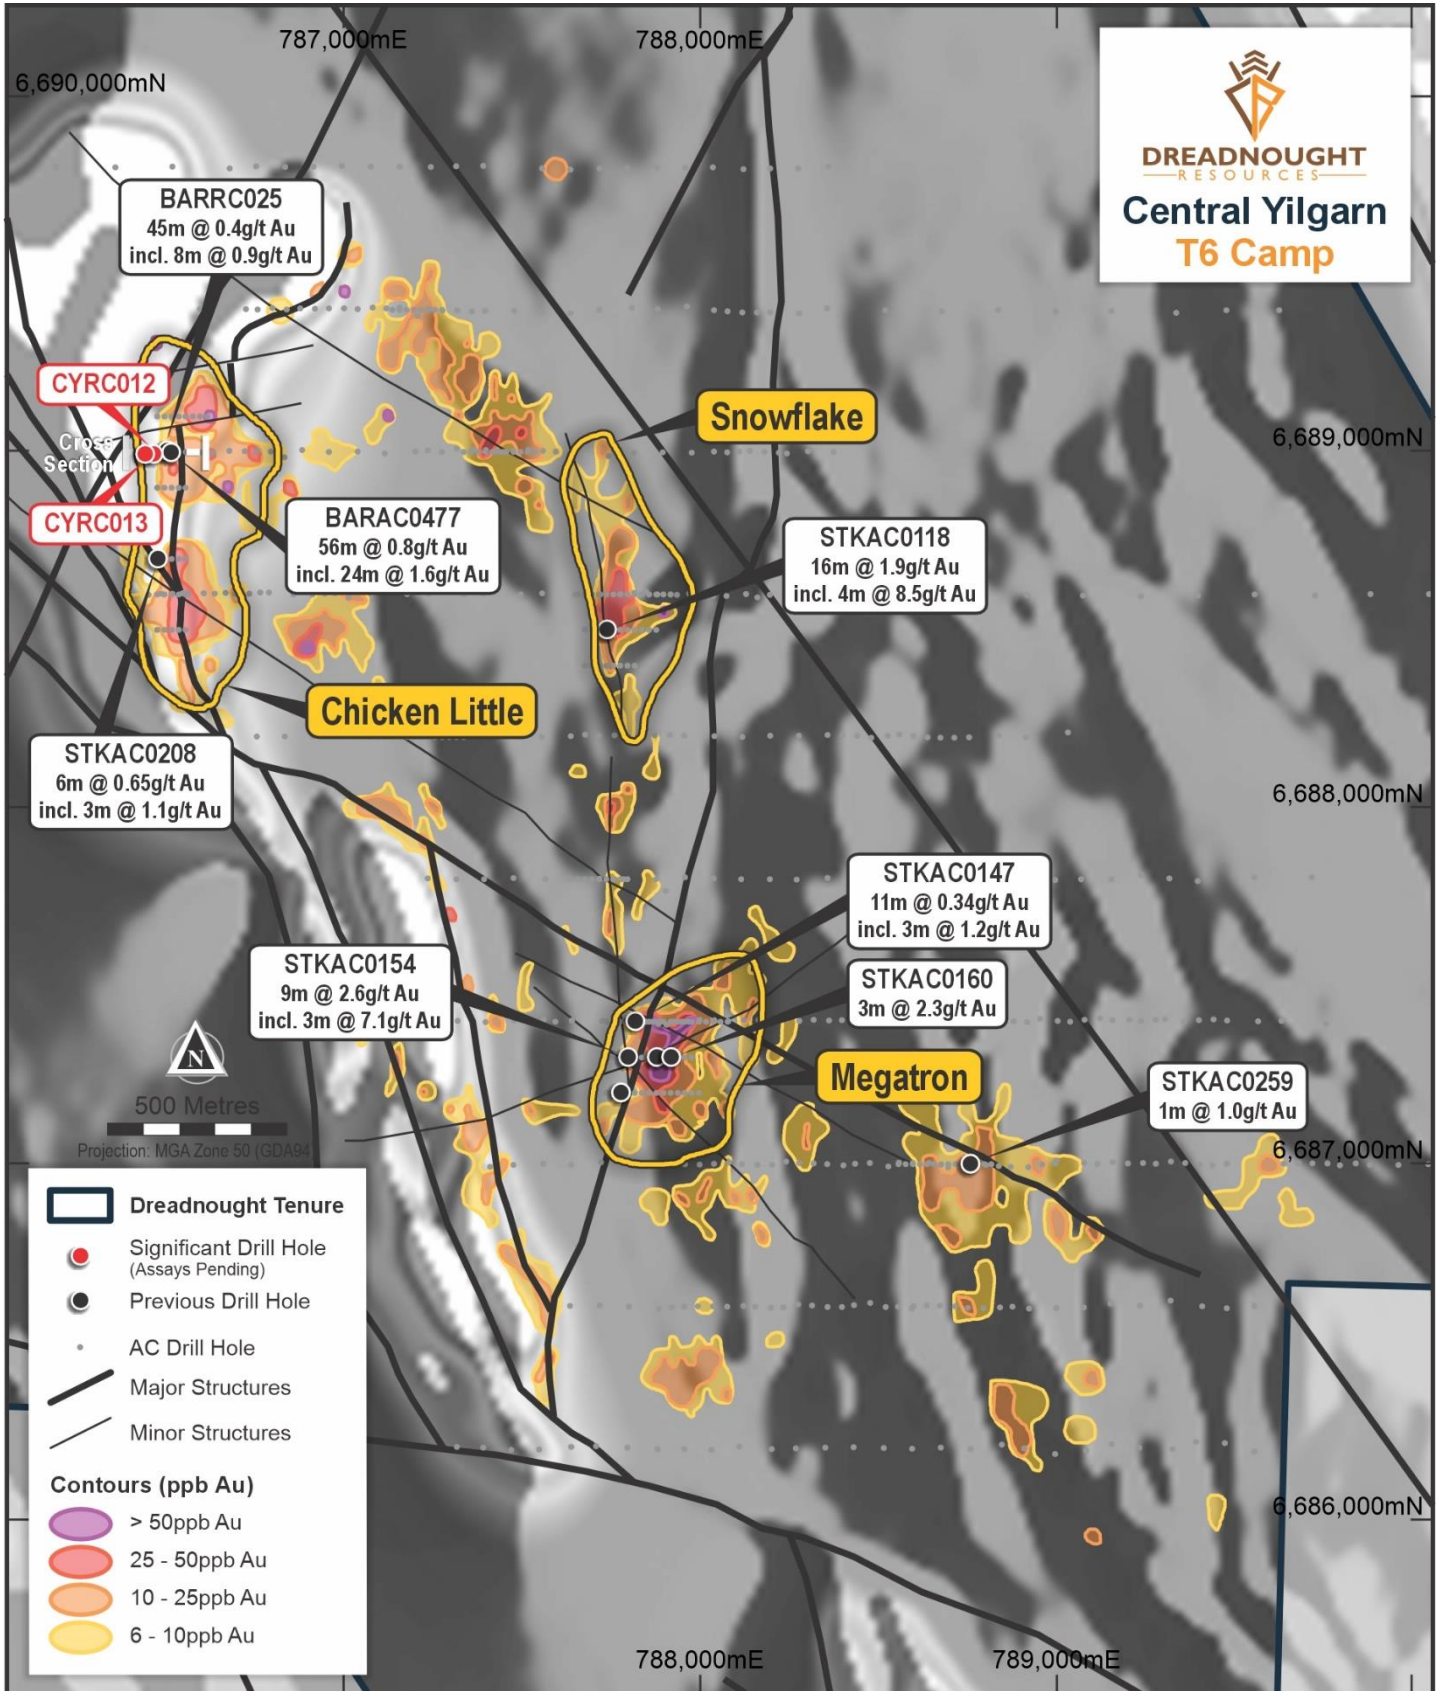 787,000mE
788,000mE
6,690,000mN
DREADNOUGHT
RESOURCES
Central Yilgarn
T6 Camp
BARRC025
45m @ 0.4g/t Au
incl. 8m @ 0.9g/t Au
CYRC012
Snowflake
6,689,000mN
Cross
Section
CYRC013
BARAC0477
56m @ 0.8g/t Au
incl. 24m @ 1.6g/t Au
STKAC0118
16m @ 1.9g/t Au
incl. 4m @ 8.5g/t Au
Chicken Little
STKAC0208
6m @ 0.65g/t Au
incl. 3m @ 1.1g/t Au
6,688,000mN
STKAC0147
11m @ 0.34g/t Au
incl. 3m @ 1.2g/t Au
STKAC0154
9m @ 2.6g/t Au
incl. 3m @ 7.1g/t Au
STKAC0160
3m @ 2.3g/t Au
Megatron
STKAC0259
1m @ 1.0g/t Au
N
500 Metres
Projection: MGA Zone 50 (GDA94
6,687,000mN
Dreadnought Tenure
Significant Drill Hole
(Assays Pending)
Previous Drill Hole
AC Drill Hole
Major Structures
Minor Structures
Contours (ppb Au)
> 50ppb Au
25 - 50ppb Au
10 - 25ppb Au
6 - 10ppb Au
6,686,000mN
788,000mE
789,000mE